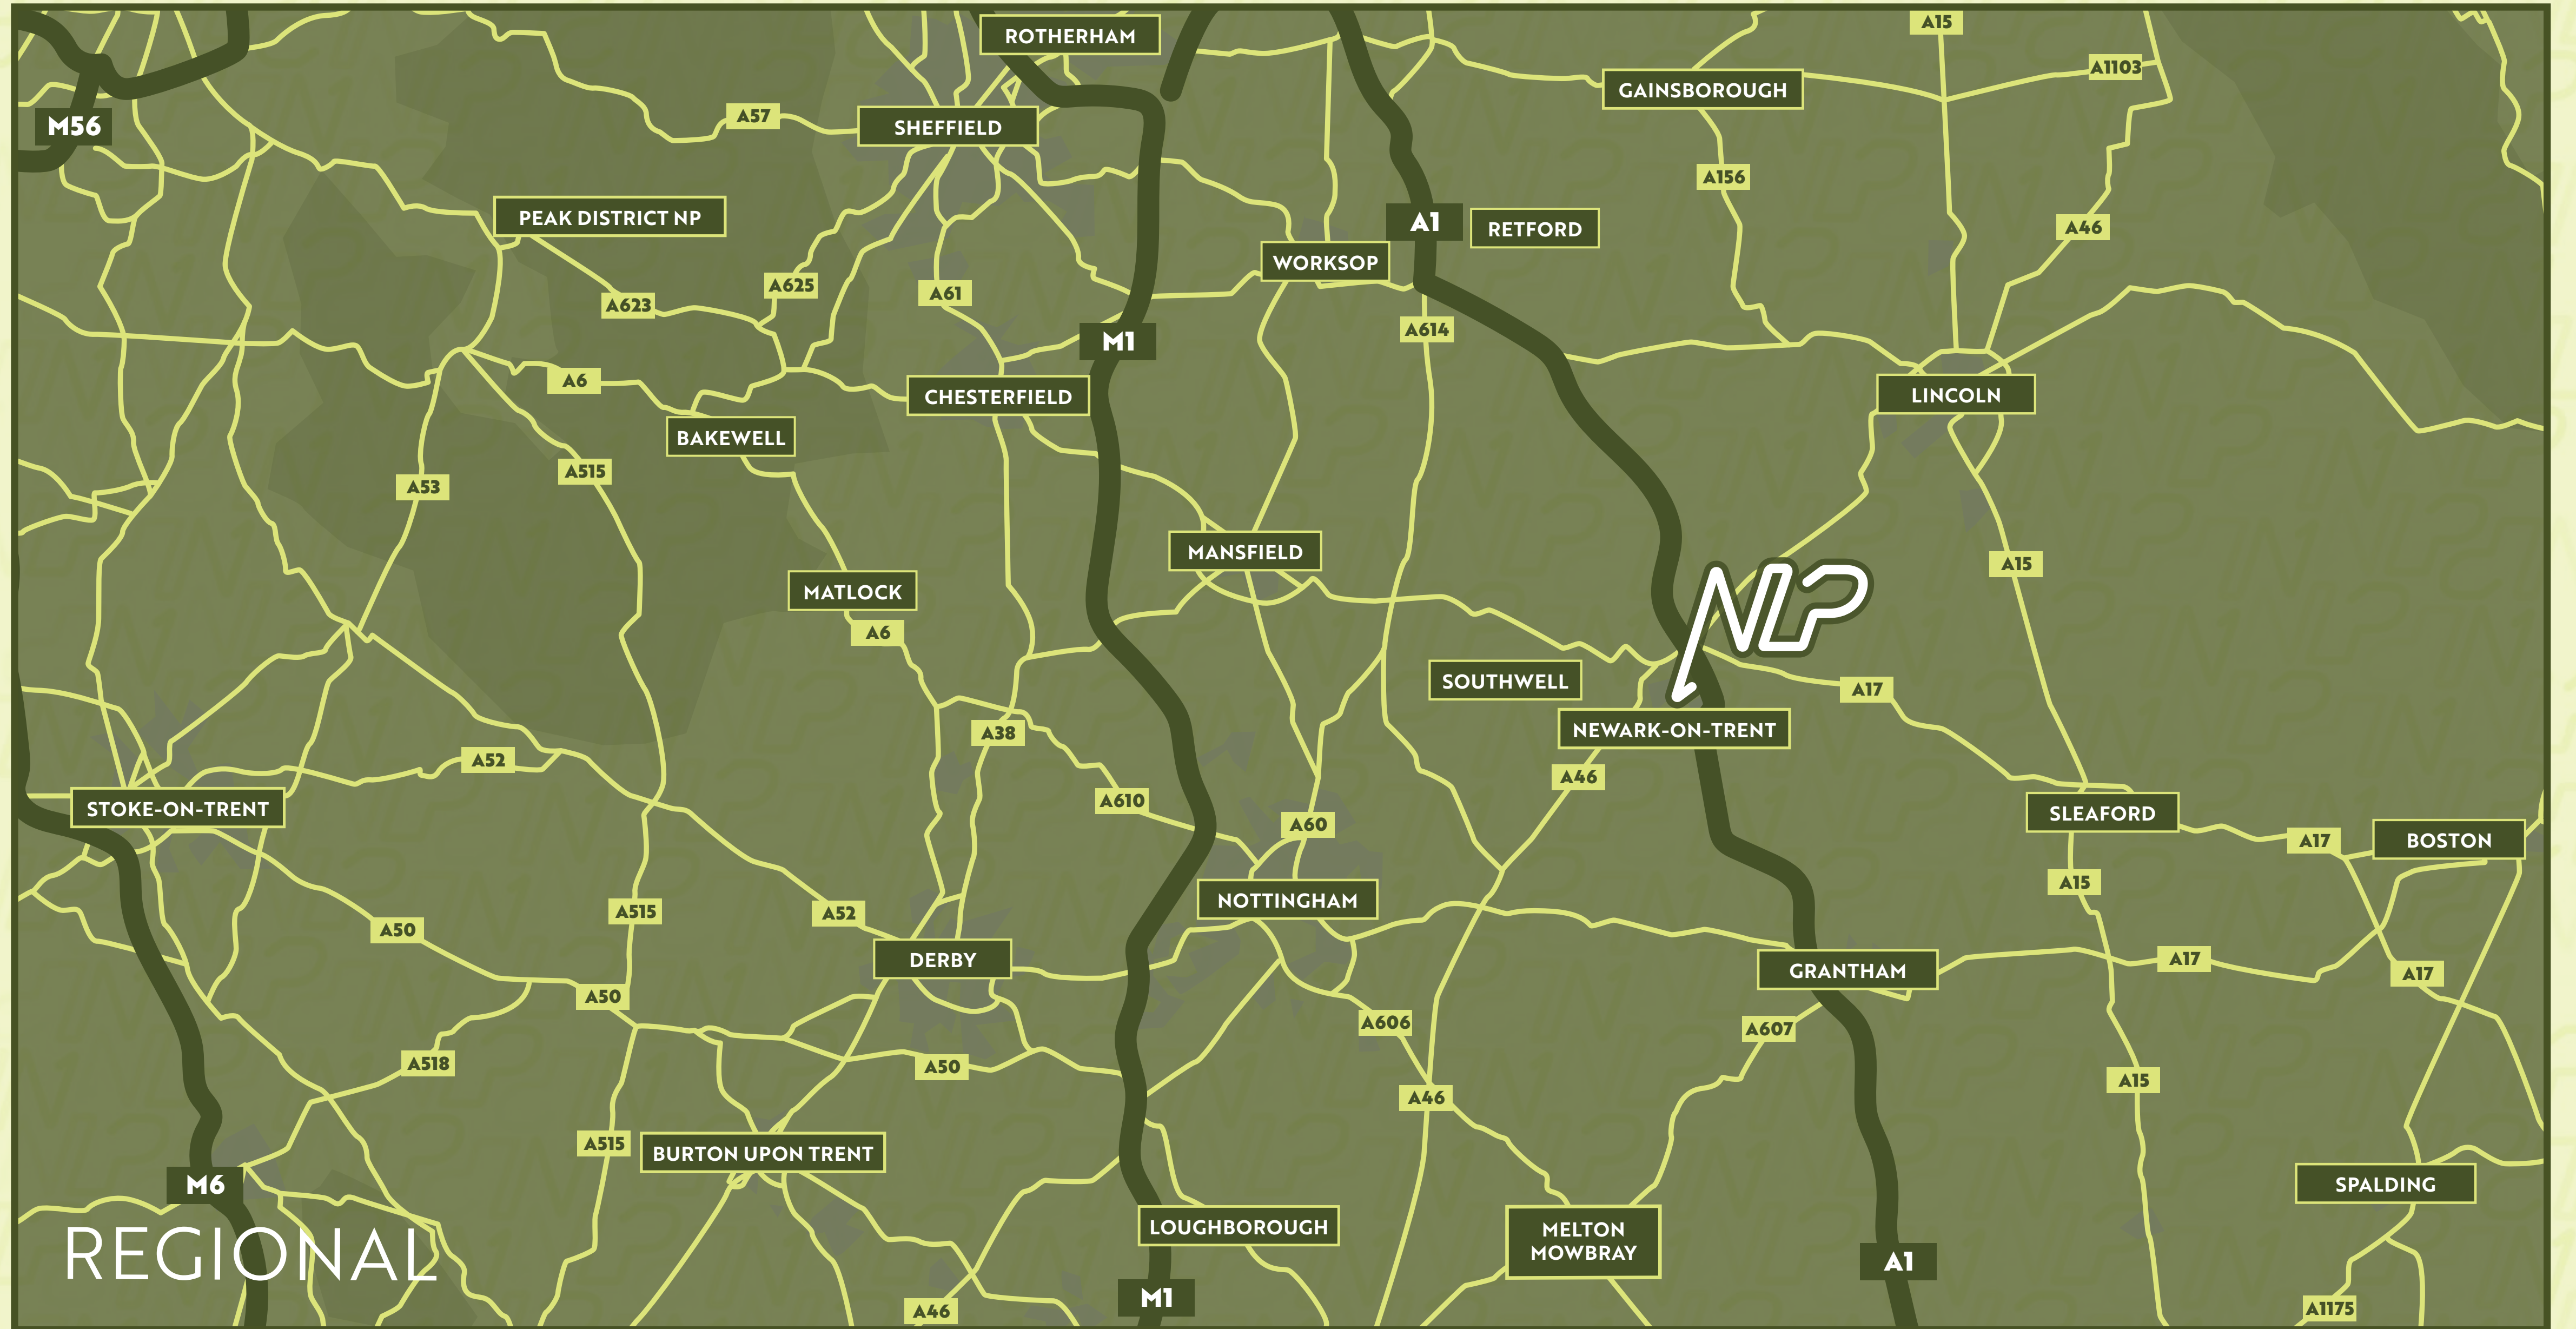 ROTHERHAM
A15
A1103
GAINSBOROUGH
M56
A57
SHEFFIELD
A156
PEAK DISTRICT NP
A1
RETFORD
A46
WORKSOP
A625
A61
A623
A614
M1
A6
CHESTERFIELD
LINCOLN
BAKEWELL
A515
A53
MANSFIELD
A15
MATLOCK
NLP
A6
SOUTHWELL
A17
A38
NEWARK-ON-TRENT
A52
A46
A610
STOKE-ON-TRENT
A60
SLEAFORD
A17
BOSTON
A15
NOTTINGHAM
A515
A52
A50
DERBY
A17
GRANTHAM
A17
A50
A606
A607
A518
A50
A15
A46
A515
BURTON UPON TRENT
M6
SPALDING
LOUGHBOROUGH
MELTON
MOWBRAY
REGIONAL
A1
M1
A46
A1175